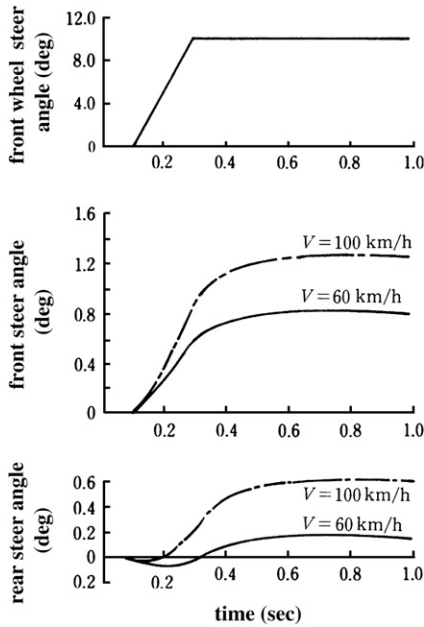 front wheel steer
angle (deg)
12.0
8.0
4.0
0
0.2 0.4 0.6 0.8 1.0
front steer angle
(deg)
1.6
1.2
0.8
0.4
0
V = 100 km/h
V = 60 km/h
0.2 0.4 0.6 0.8 1.0
rear steer angle
(deg)
0.6
0.4
0.2
0
0.2
V = 100 km/h
V = 60 km/h
0.2 0.4 0.6 0.8 1.0
time (sec)